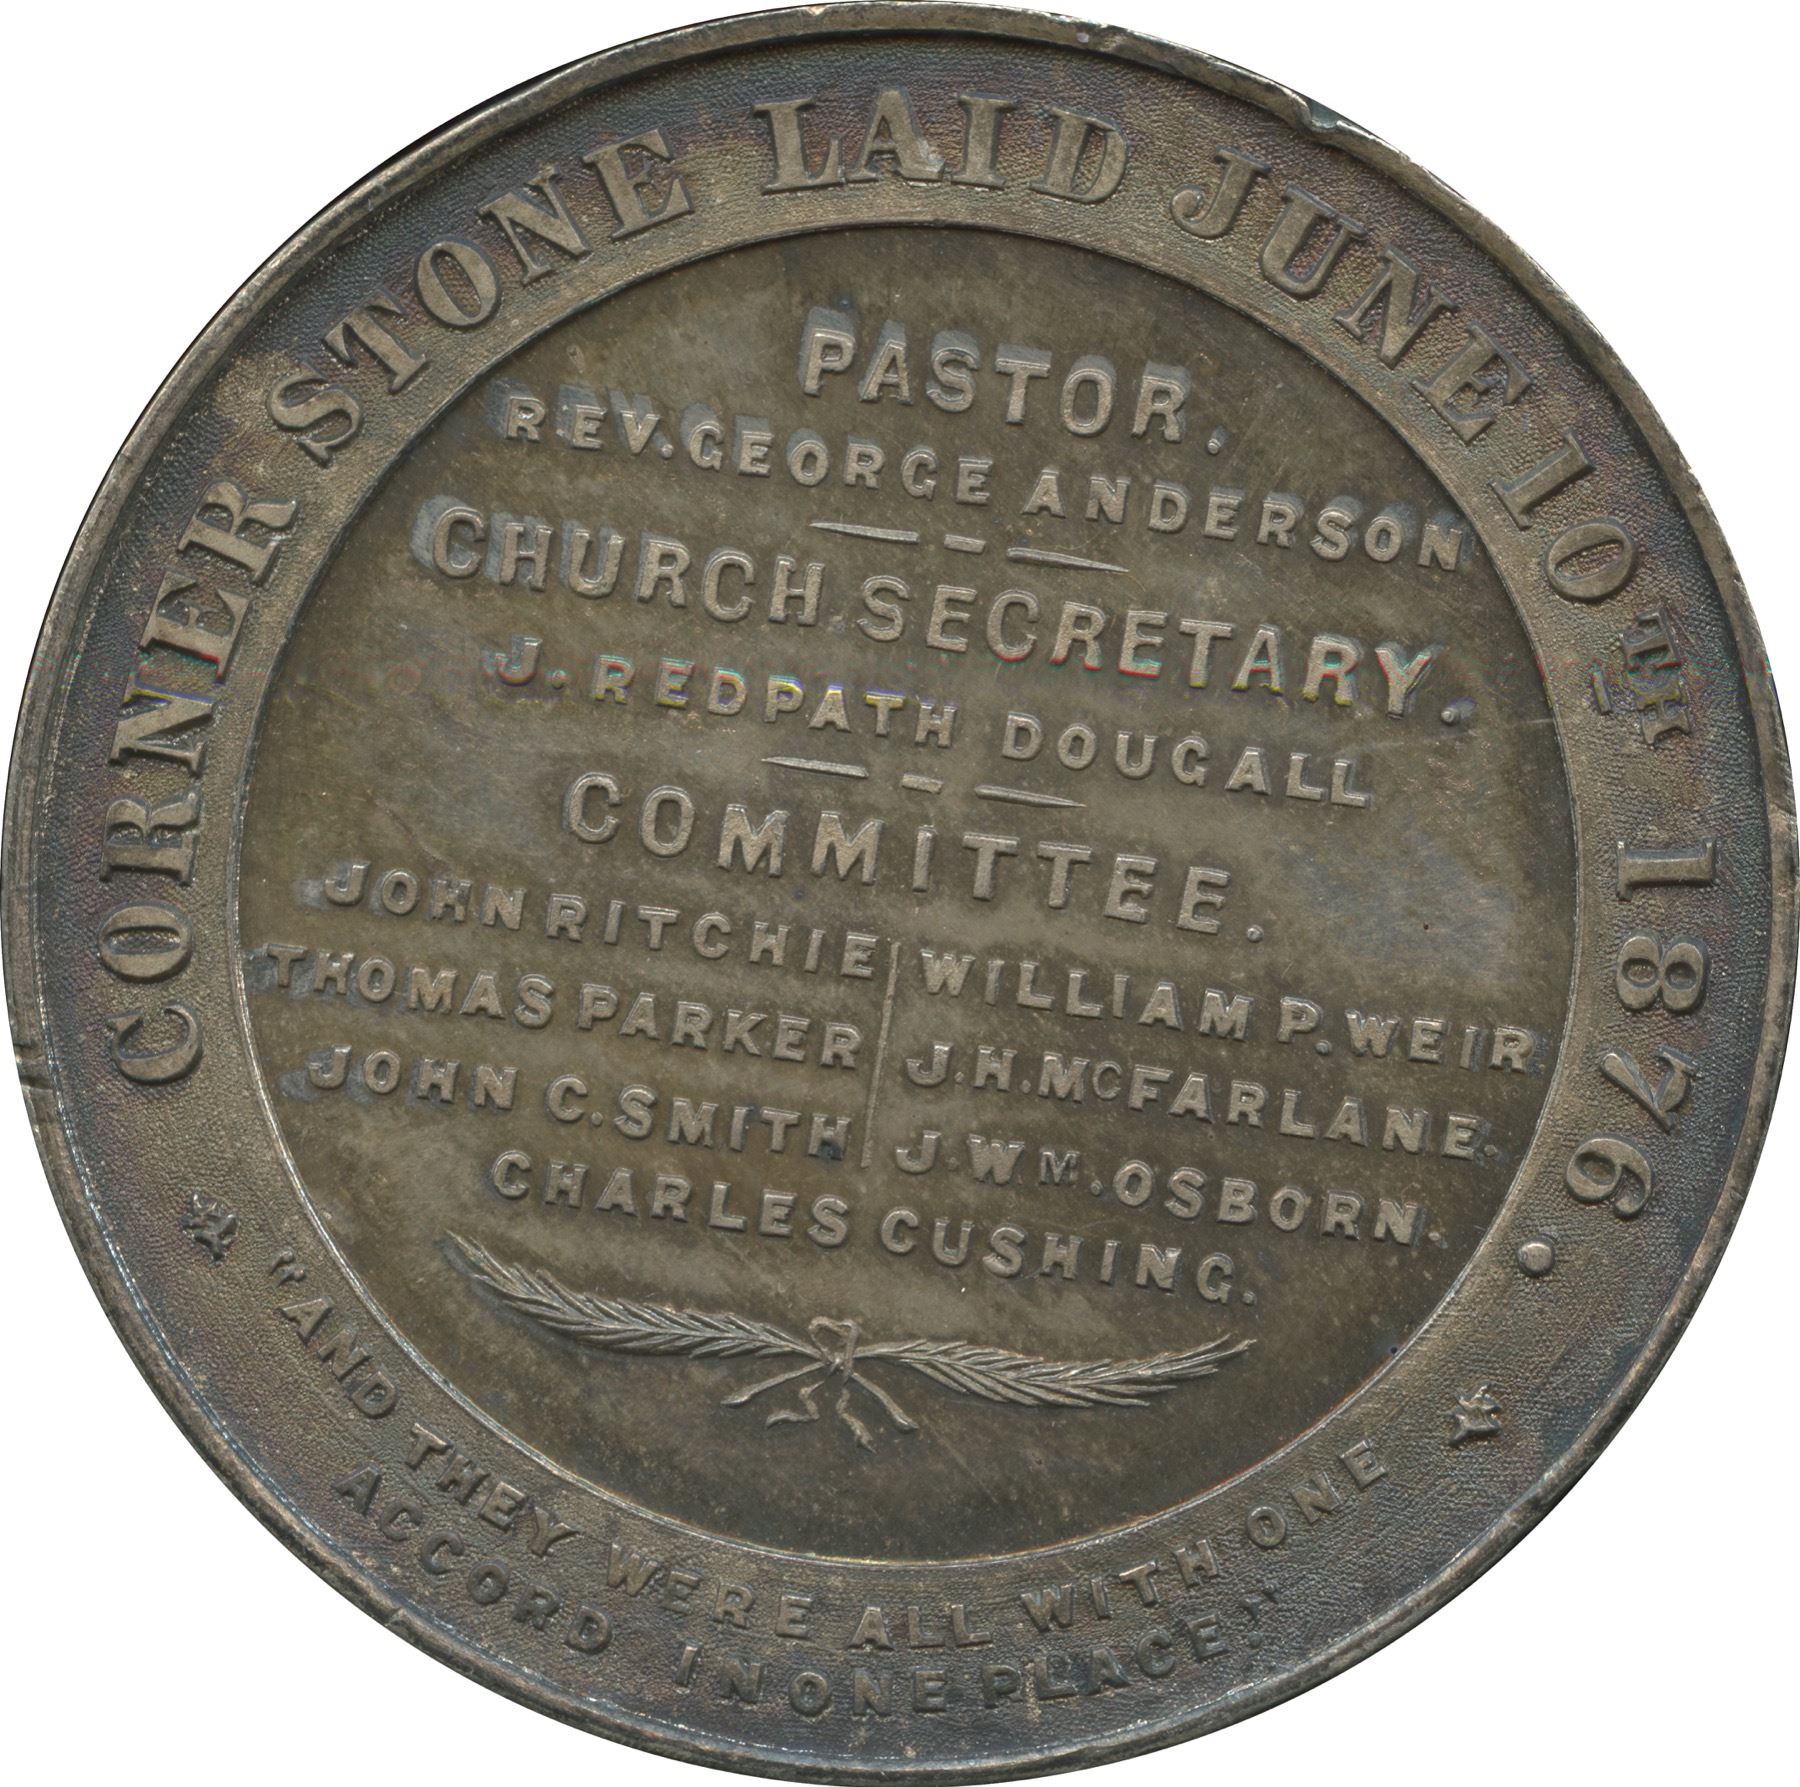 CORNER STONE LAID JUNE 10TH 1876.
PASTOR.
REV. GEORGE ANDERSON
CHURCH SECRETARY.
J. REDPATH DOUGALL
COMMITTEE.
JOHN RITCHIE
THOMAS PARKER
JOHN C. SMITH
WILLIAM P. WEIR
J. H. McFARLANE.
J. WM. OSBORN.
CHARLES CUSHING.
"AND THEY WERE ALL WITH ONE
ACCORD IN ONE PLACE."